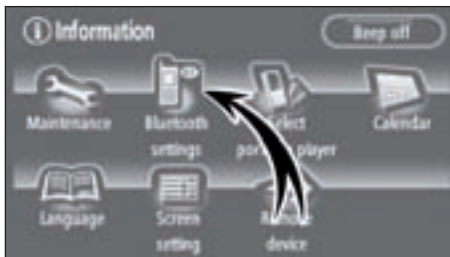 Information
Beep off
Maintenance
Bluetooth
settings
Select
player
Calendar
Language
Screen
setting
device